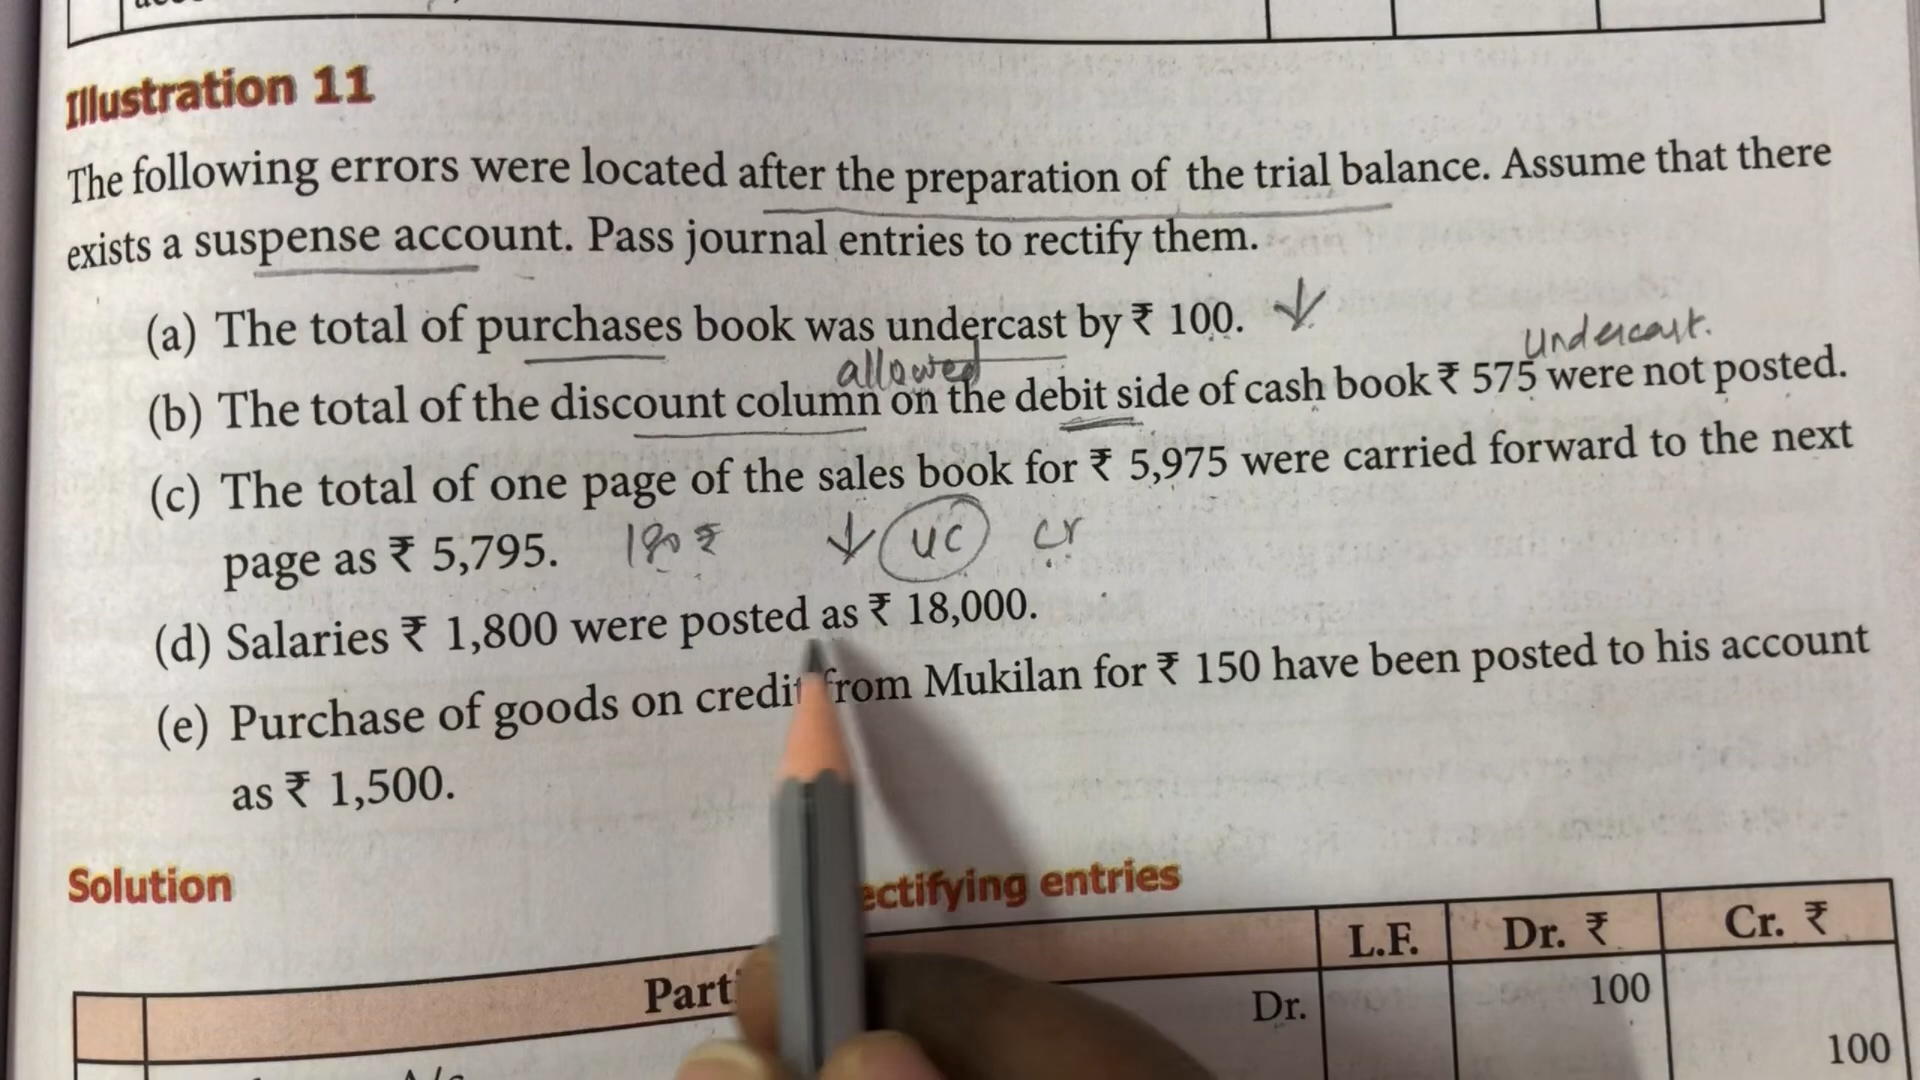 Illustration 11
The following errors were located after the preparation of the trial balance. Assume that there
exists a suspense account. Pass journal entries to rectify them.
(a) The total of purchases book was undercast by ₹ 100. ↓
undercast.
allowed
(b) The total of the discount column on the debit side of cash book ₹ 575 were not posted.
(c) The total of one page of the sales book for ₹ 5,975 were carried forward to the next
page as ₹ 5,795. 180 ₹ ↓ UC cr
(d) Salaries ₹ 1,800 were posted as ₹ 18,000.
(e) Purchase of goods on credit from Mukilan for ₹ 150 have been posted to his account
as ₹ 1,500.
Solution
ectifying entries
Parti L.F. Dr. ₹ Cr. ₹
Dr. 100
100